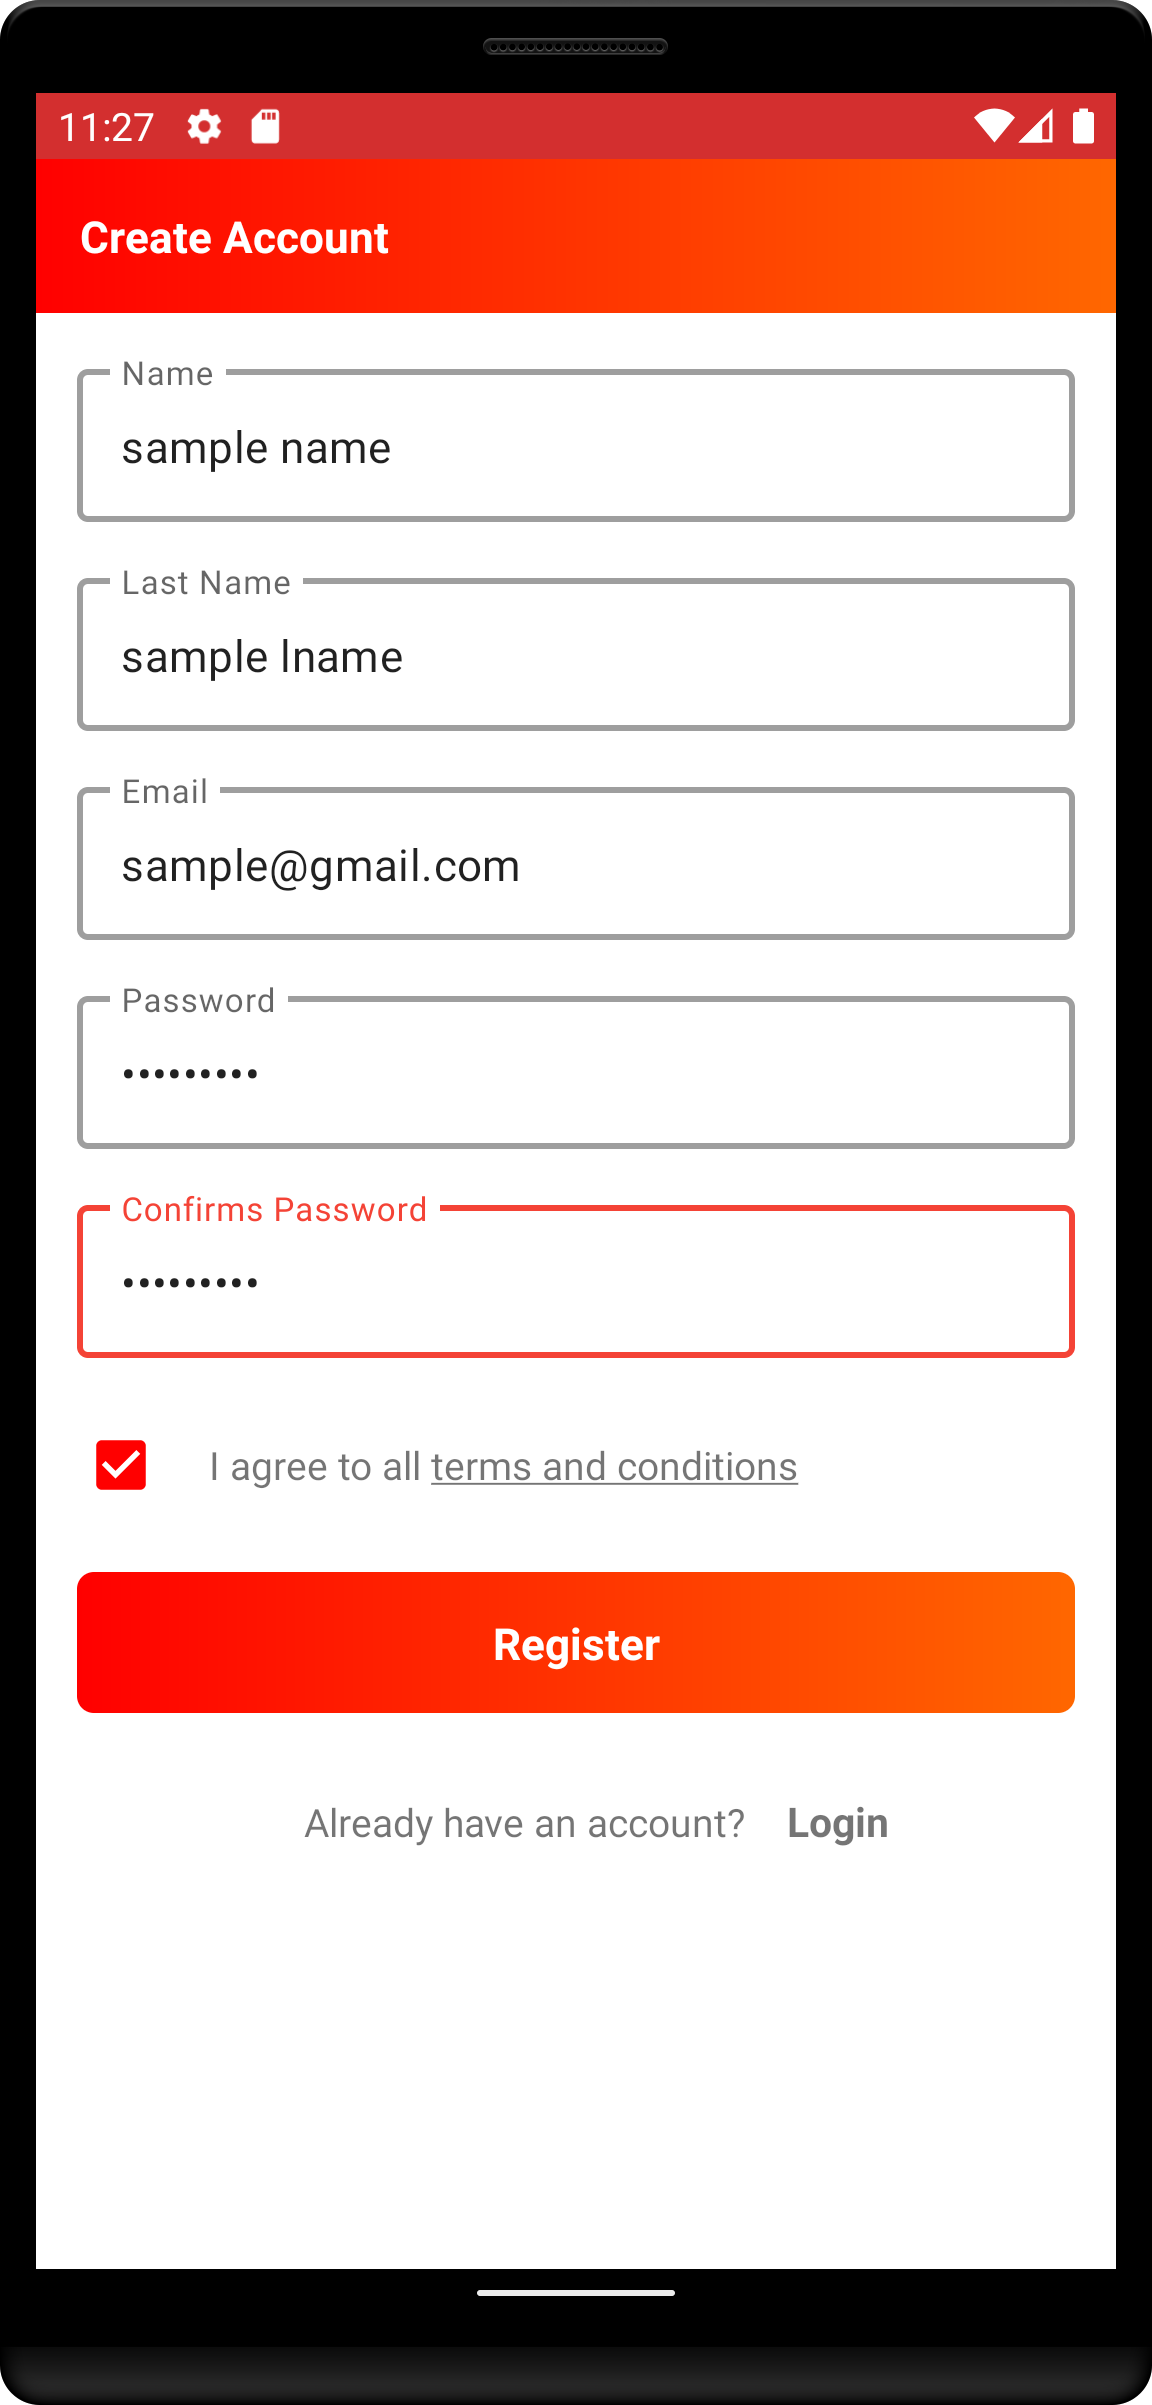 11:27
Create Account
Name
sample name
Last Name
sample lname
Email
sample@gmail.com
Password
•••••••••
Confirms Password
•••••••••
I agree to all terms and conditions
Register
Already have an account? Login